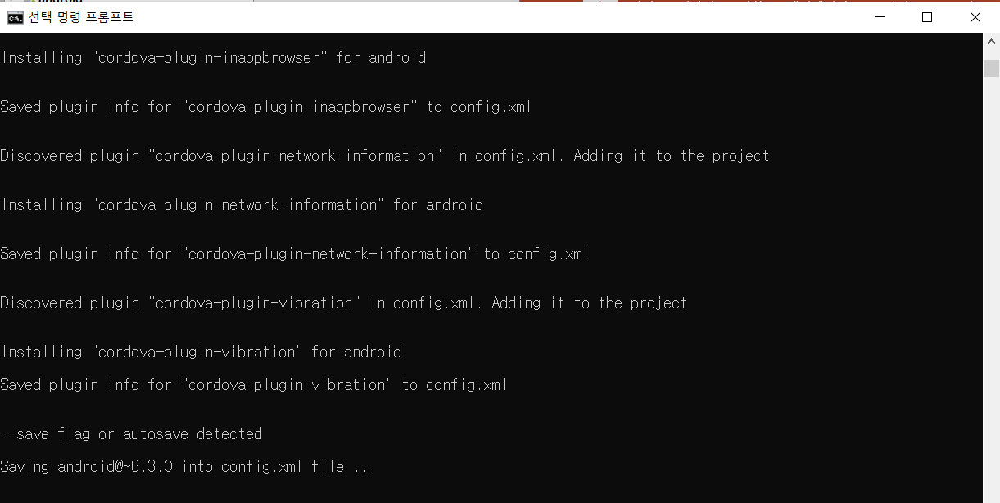 선택 명령 프롬프트
Installing "cordova-plugin-inappbrowser" for android
Saved plugin info for "cordova-plugin-inappbrowser" to config.xml
Discovered plugin "cordova-plugin-network-information" in config.xml. Adding it to the project
Installing "cordova-plugin-network-information" for android
Saved plugin info for "cordova-plugin-network-information" to config.xml
Discovered plugin "cordova-plugin-vibration" in config.xml. Adding it to the project
Installing "cordova-plugin-vibration" for android
Saved plugin info for "cordova-plugin-vibration" to config.xml
--save flag or autosave detected
Saving android@~6.3.0 into config.xml file ...